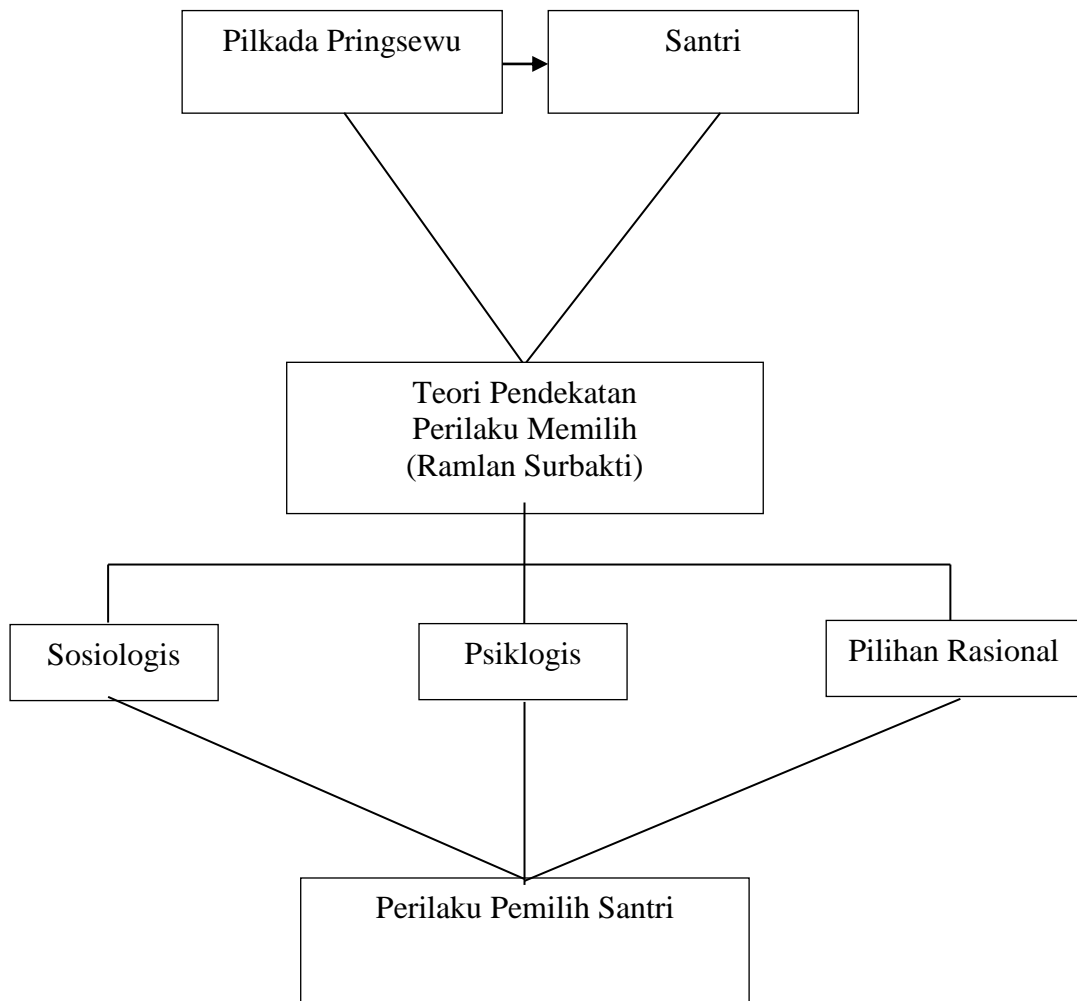 Pilkada Pringsewu
Santri
Teori Pendekatan
Perilaku Memilih
(Ramlan Surbakti)
Sosiologis
Psiklogis
Pilihan Rasional
Perilaku Pemilih Santri